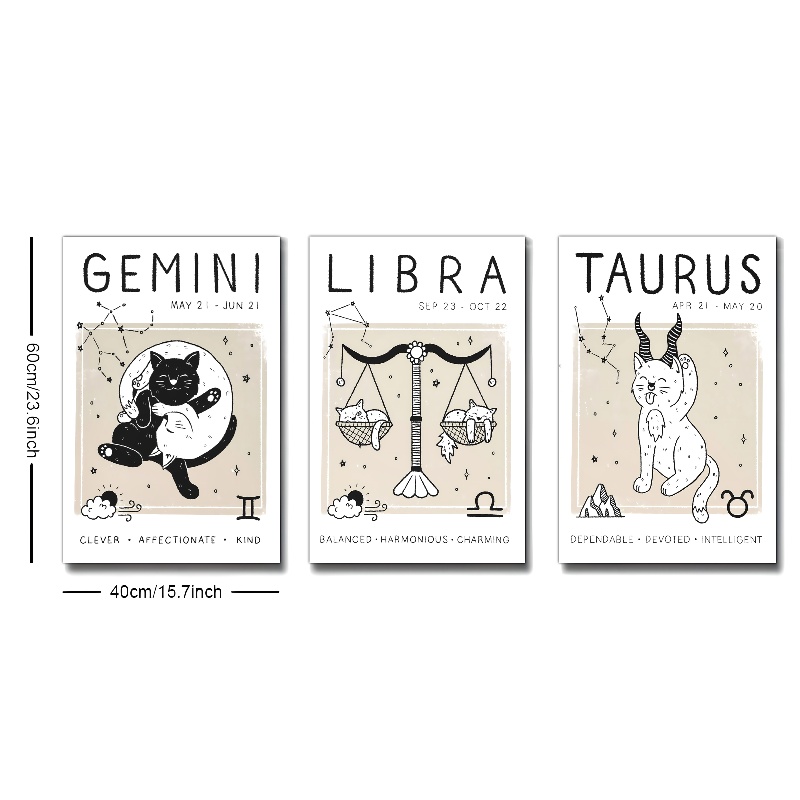 GEMINI
MAY 21 - JUN 21
CLEVER • AFFECTIONATE • KIND
LIBRA
SEP 23 - OCT 22
BALANCED • HARMONIOUS • CHARMING
TAURUS
APR 21 - MAY 20
DEPENDABLE • DEVOTED • INTELLIGENT
60cm/23.6inch
40cm/15.7inch